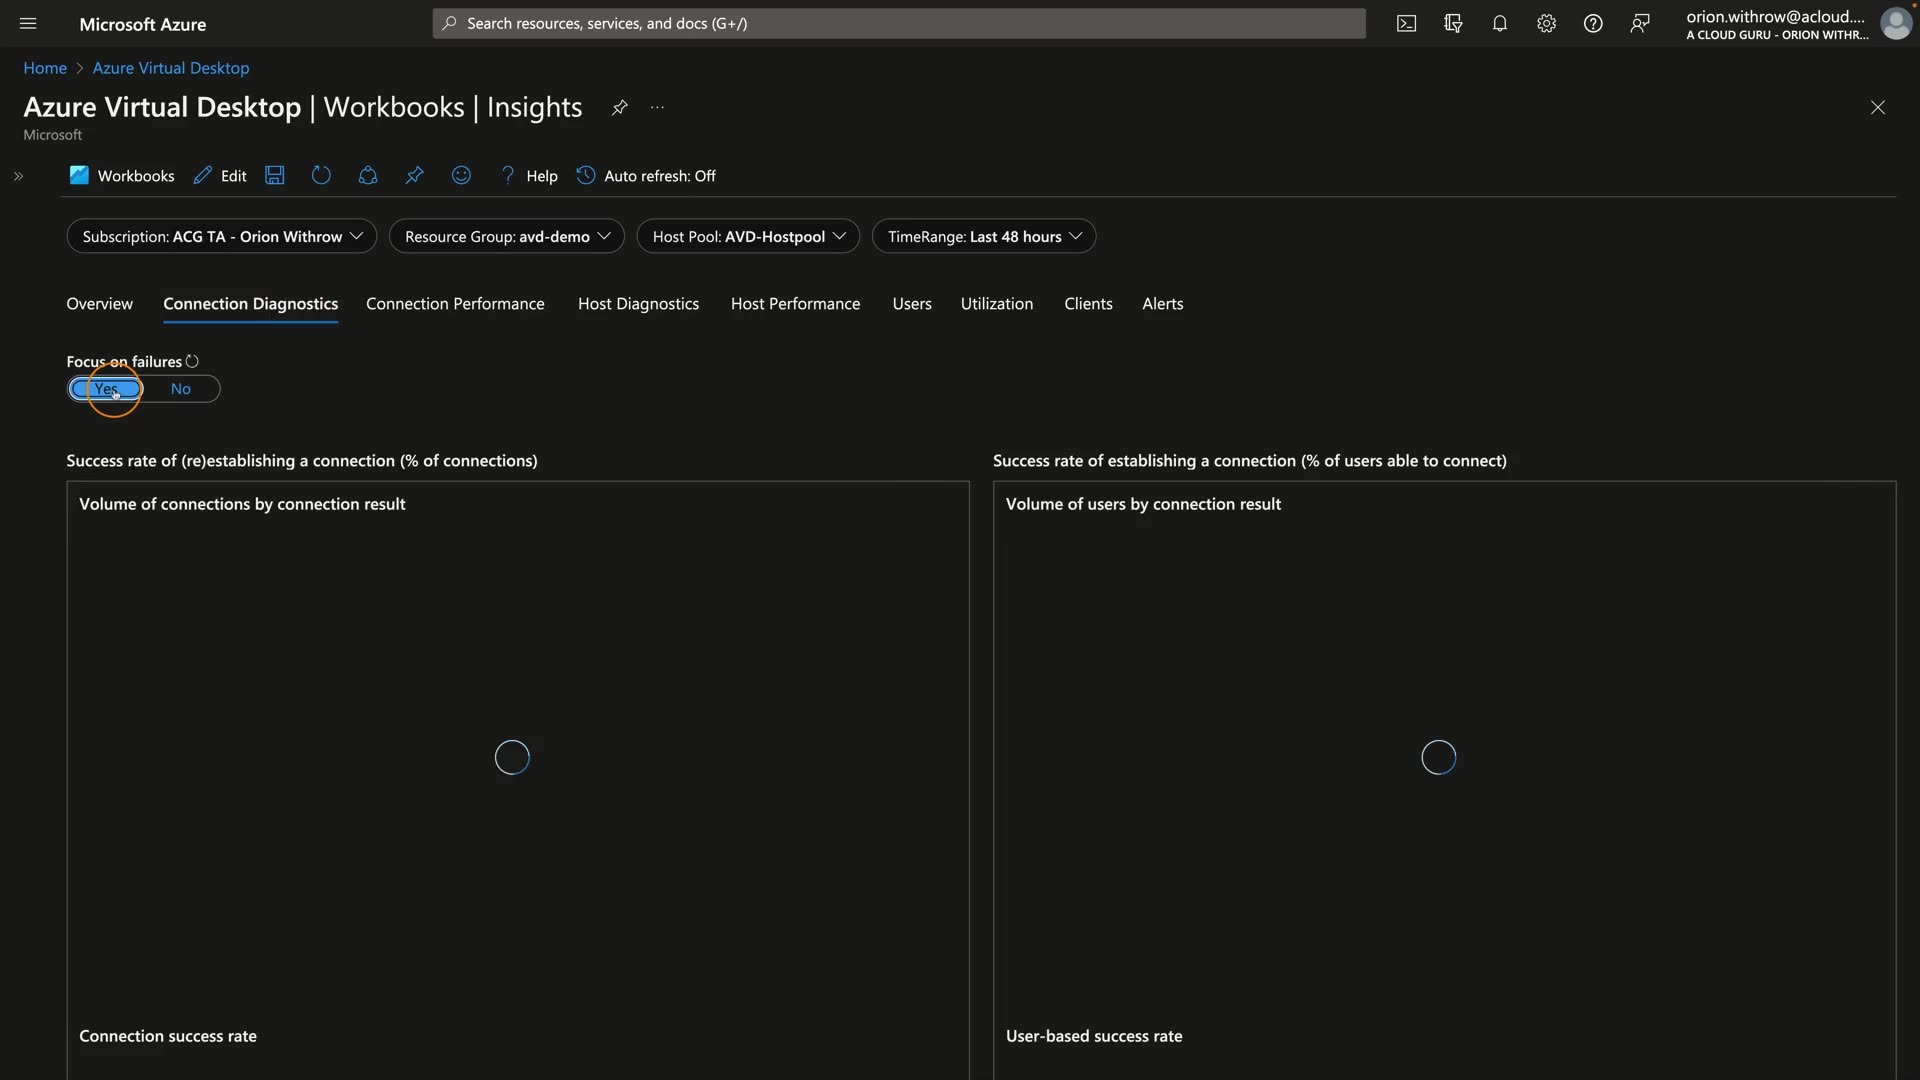 Microsoft Azure
Search resources, services, and docs (G+/)
orion.withrow@acloud....
A CLOUD GURU - ORION WITHR...
Home > Azure Virtual Desktop
Azure Virtual Desktop | Workbooks | Insights
...
Microsoft
Workbooks Edit Help Auto refresh: Off
Subscription: ACG TA - Orion Withrow Resource Group: avd-demo Host Pool: AVD-Hostpool TimeRange: Last 48 hours
Overview Connection Diagnostics Connection Performance Host Diagnostics Host Performance Users Utilization Clients Alerts
Focus on failures
Yes No
Success rate of (re)establishing a connection (% of connections)
Success rate of establishing a connection (% of users able to connect)
Volume of connections by connection result
Volume of users by connection result
Connection success rate
User-based success rate